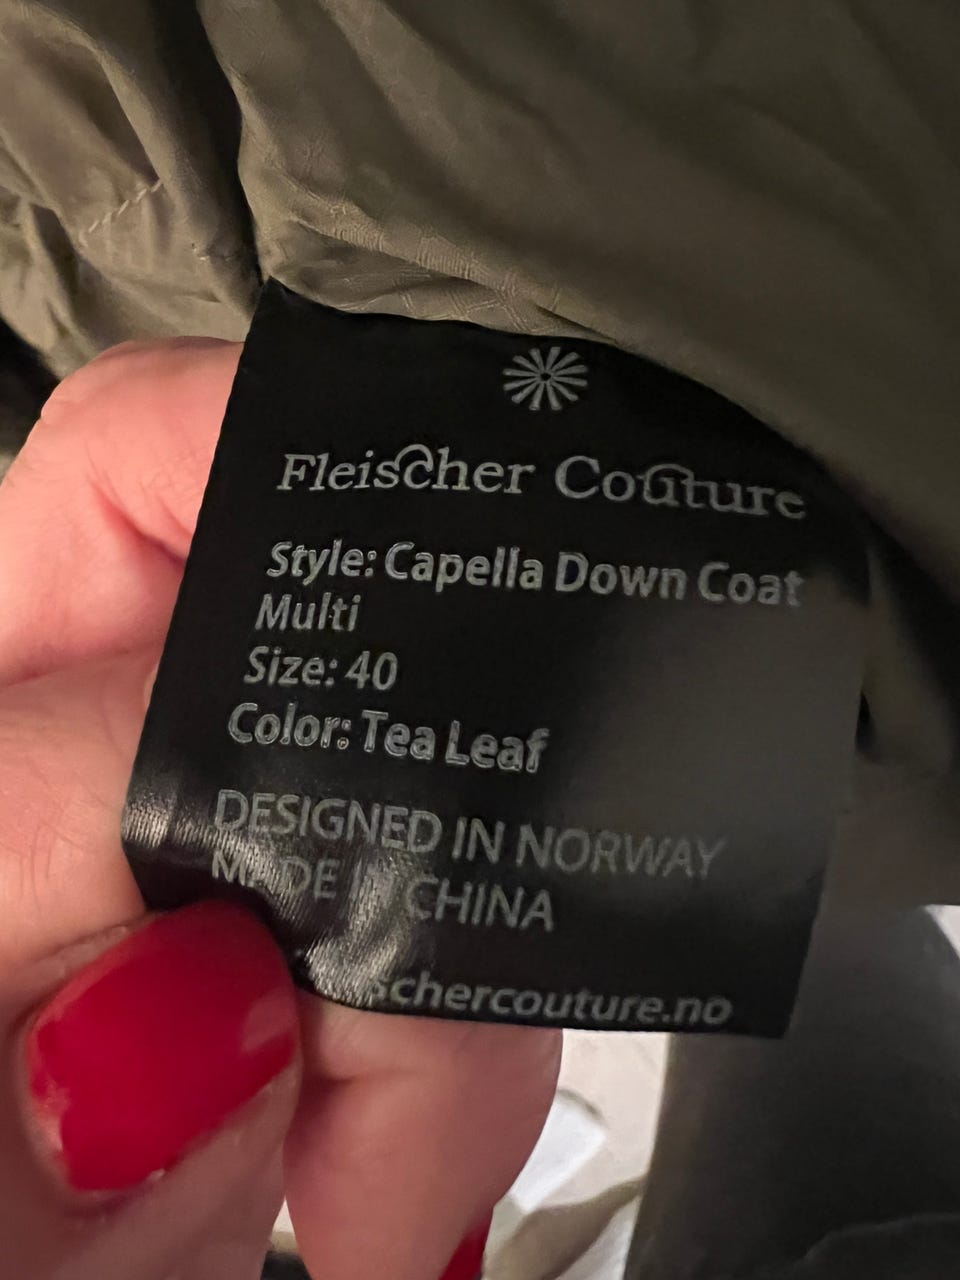 Fleischer Couture
Style: Capella Down Coat
Multi
Size: 40
Color: Tea Leaf
DESIGNED IN NORWAY
MADE IN CHINA
schercouture.no